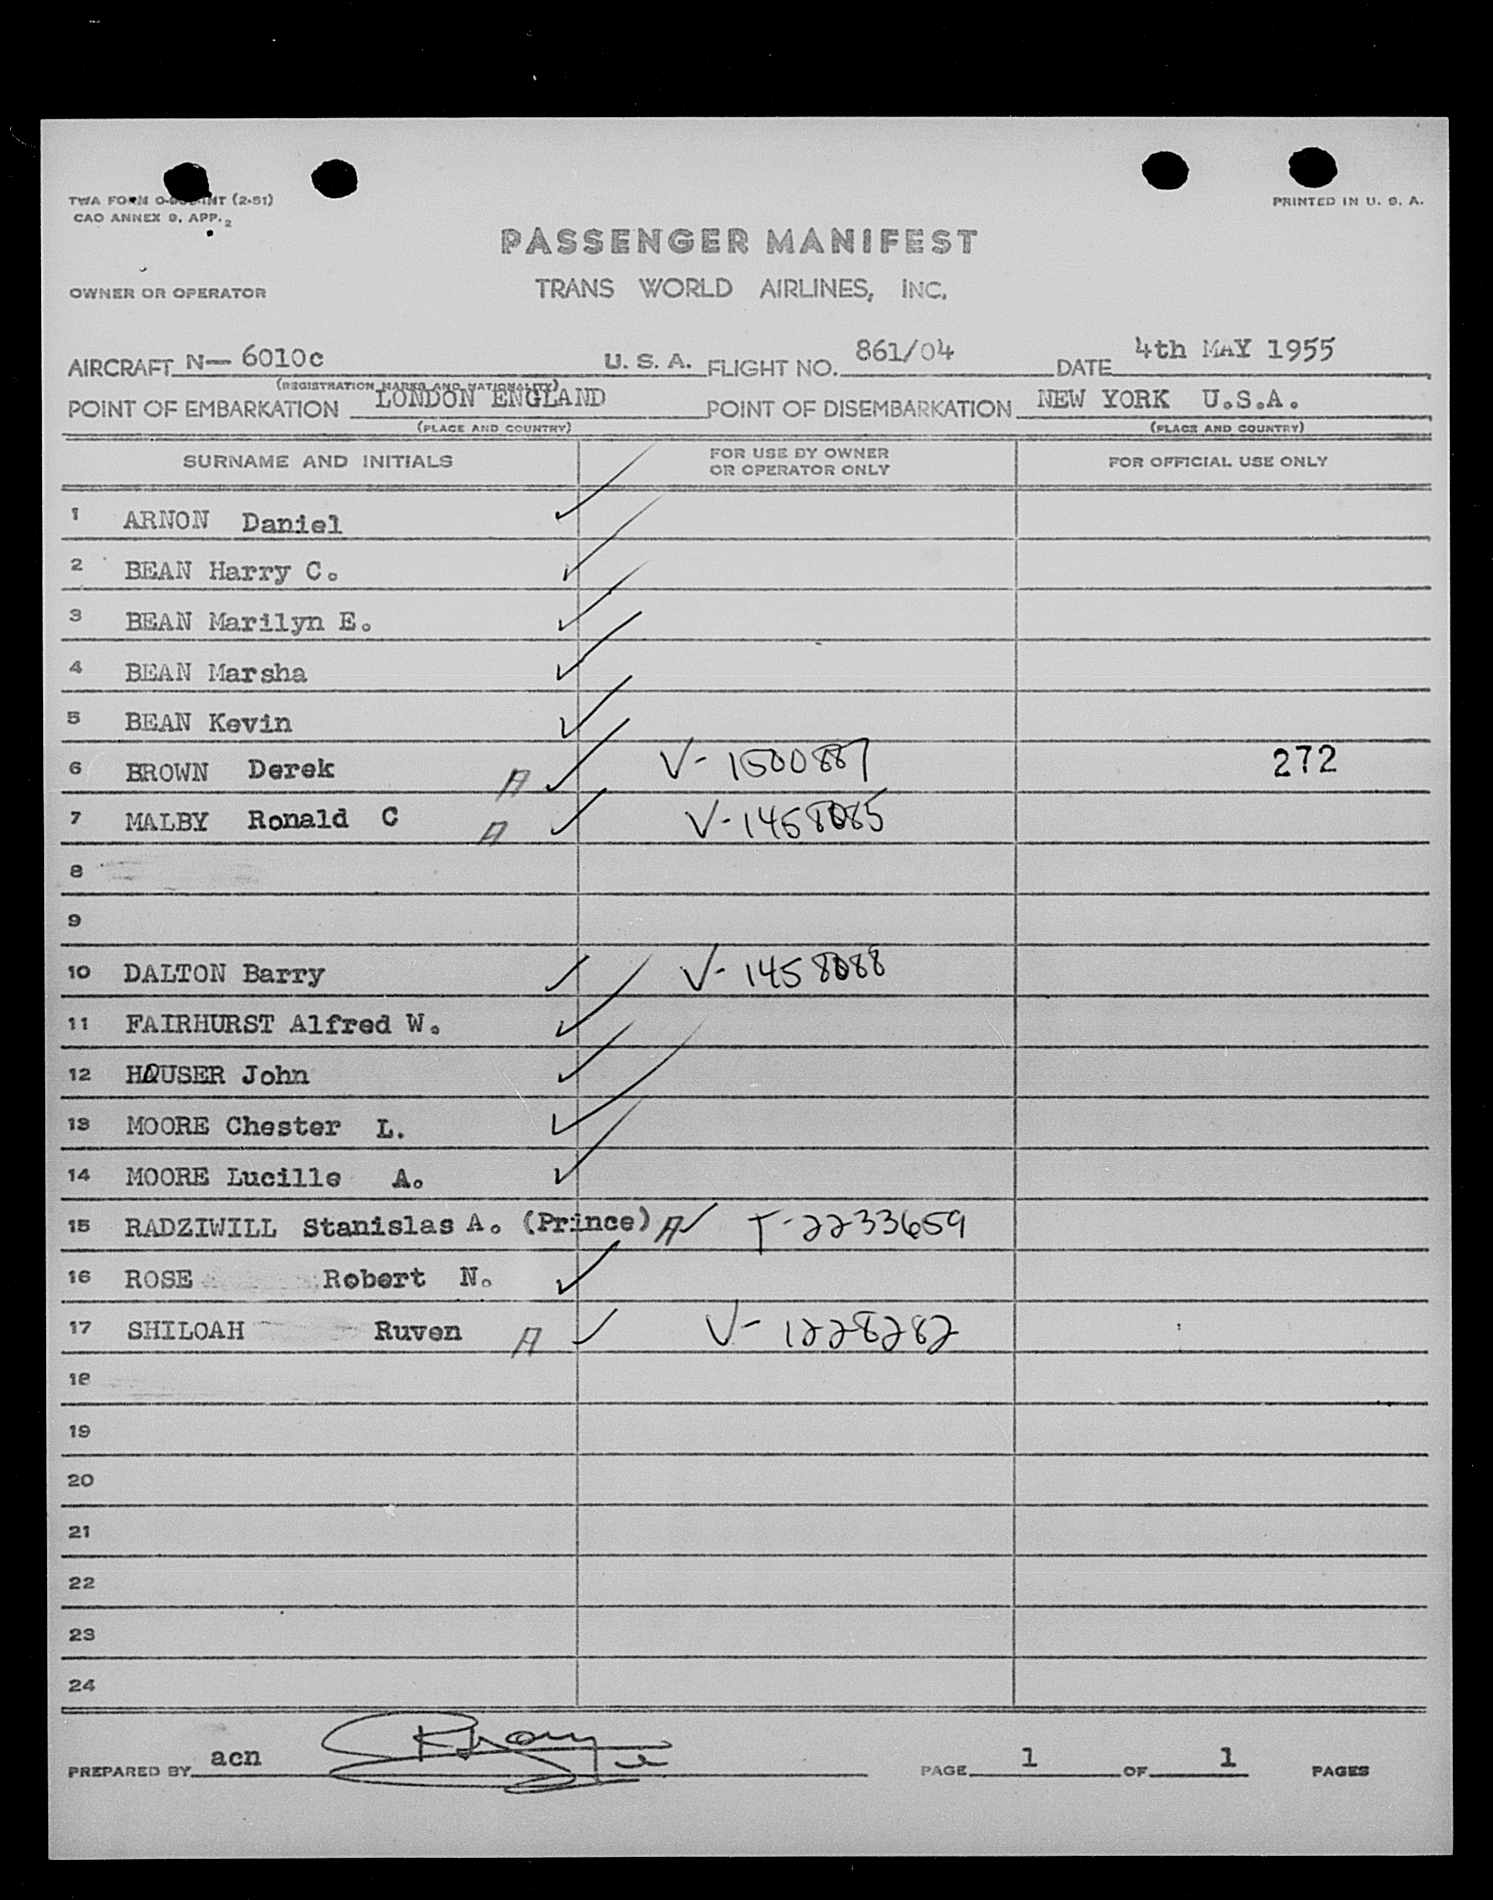 TWA FORM INT (2-51)
PRINTED IN U. S. A.
CAO ANNEX 9, APP. 2
PASSENGER MANIFEST
OWNER OR OPERATOR
TRANS WORLD AIRLINES, INC.
AIRCRAFT N— 6010c U. S. A. FLIGHT NO. 861/04 DATE 4th MAY 1955
(REGISTRATION MARKS AND NATIONALITY)
POINT OF EMBARKATION LONDON ENGLAND POINT OF DISEMBARKATION NEW YORK U.S.A.
(PLACE AND COUNTRY) (PLACE AND COUNTRY)
SURNAME AND INITIALS FOR USE BY OWNER OR OPERATOR ONLY FOR OFFICIAL USE ONLY
1 ARNON Daniel
2 BEAN Harry C.
3 BEAN Marilyn E.
4 BEAN Marsha
5 BEAN Kevin
6 BROWN Derek A V-1500887 272
7 MALBY Ronald C A V-1458085
8
9
10 DALTON Barry V-1458088
11 FAIRHURST Alfred W.
12 HAUSER John
13 MOORE Chester L.
14 MOORE Lucille A.
15 RADZIWILL Stanislas A. (Prince) A T-2233659
16 ROSE Robert N.
17 SHILOAH Ruven A V-1228282
18
19
20
21
22
23
24
PREPARED BY acn PAGE 1 OF 1 PAGES